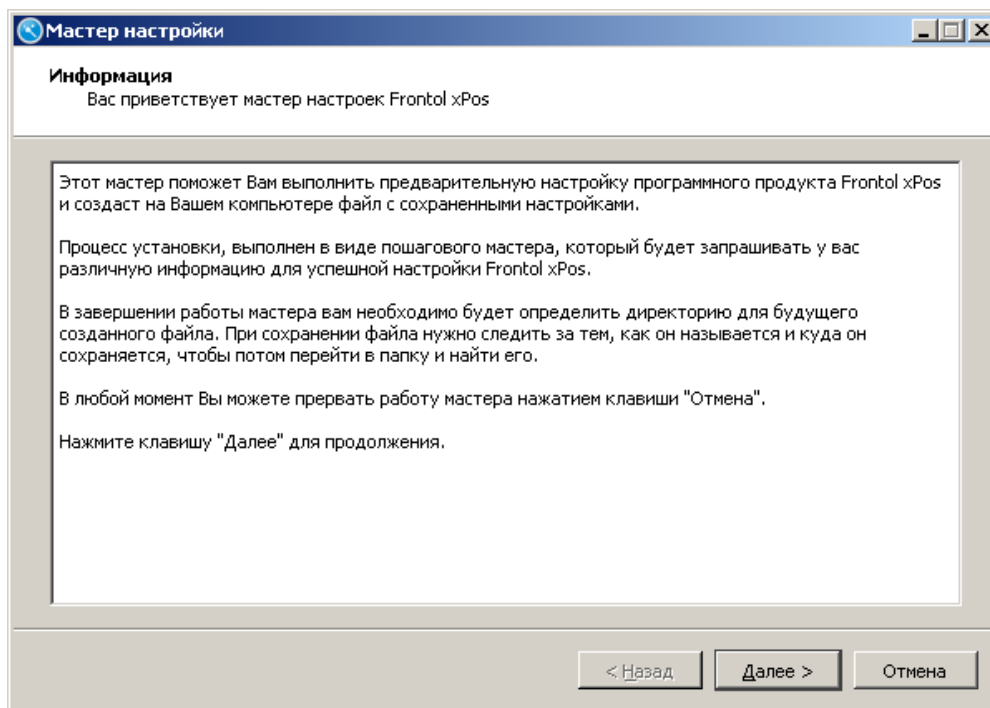 Мастер настройки
Информация
Вас приветствует мастер настроек Frontol xPos
Этот мастер поможет Вам выполнить предварительную настройку программного продукта Frontol xPos
и создаст на Вашем компьютере файл с сохраненными настройками.
Процесс установки, выполнен в виде пошагового мастера, который будет запрашивать у вас
различную информацию для успешной настройки Frontol xPos.
В завершении работы мастера вам необходимо будет определить директорию для будущего
созданного файла. При сохранении файла нужно следить за тем, как он называется и куда он
сохраняется, чтобы потом перейти в папку и найти его.
В любой момент Вы можете прервать работу мастера нажатием клавиши "Отмена".
Нажмите клавишу "Далее" для продолжения.
< Назад
Далее >
Отмена